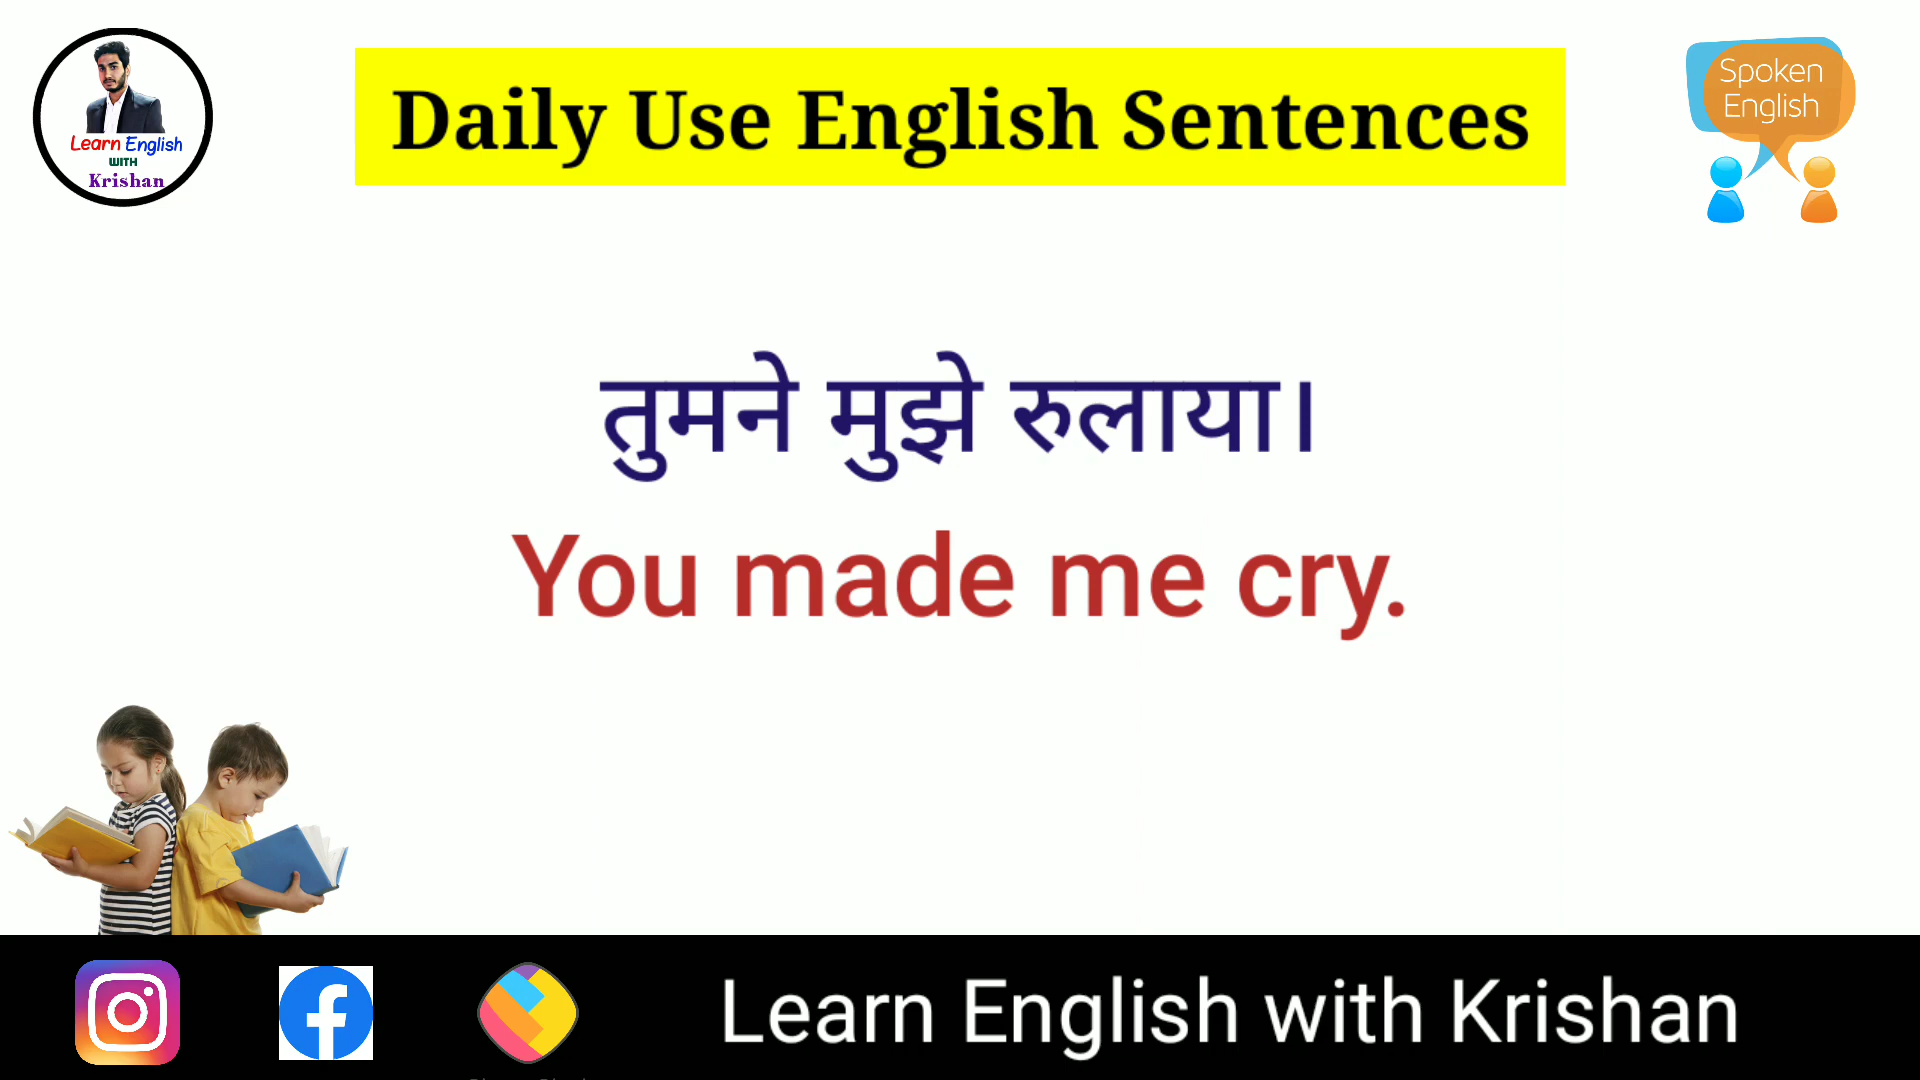 Learn English
WITH
Krishan
Daily Use English Sentences
Spoken
English
तुमने मुझे रुलाया।
You made me cry.
Learn English with Krishan